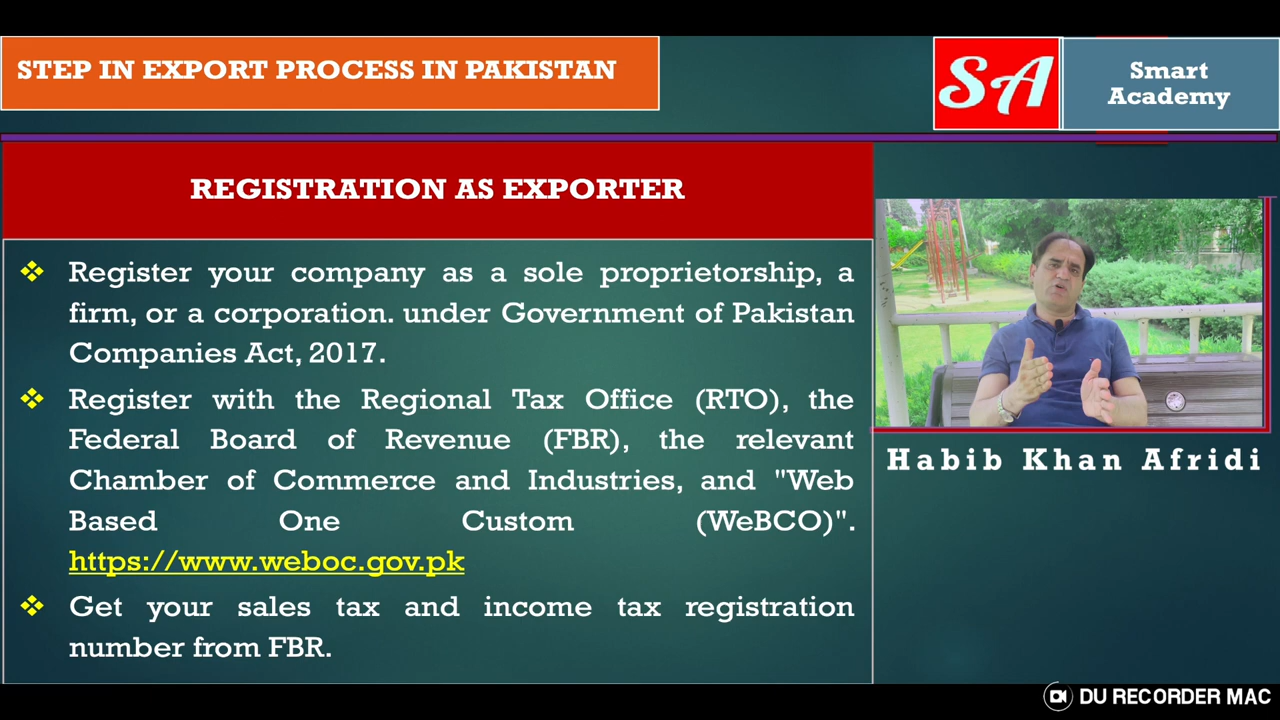 STEP IN EXPORT PROCESS IN PAKISTAN
SA
Smart
Academy
REGISTRATION AS EXPORTER
❖ Register your company as a sole proprietorship, a
firm, or a corporation. under Government of Pakistan
Companies Act, 2017.
❖ Register with the Regional Tax Office (RTO), the
Federal Board of Revenue (FBR), the relevant
Chamber of Commerce and Industries, and "Web
Based One Custom (WeBCO)".
https://www.weboc.gov.pk
❖ Get your sales tax and income tax registration
number from FBR.
Habib Khan Afridi
DU RECORDER MAC